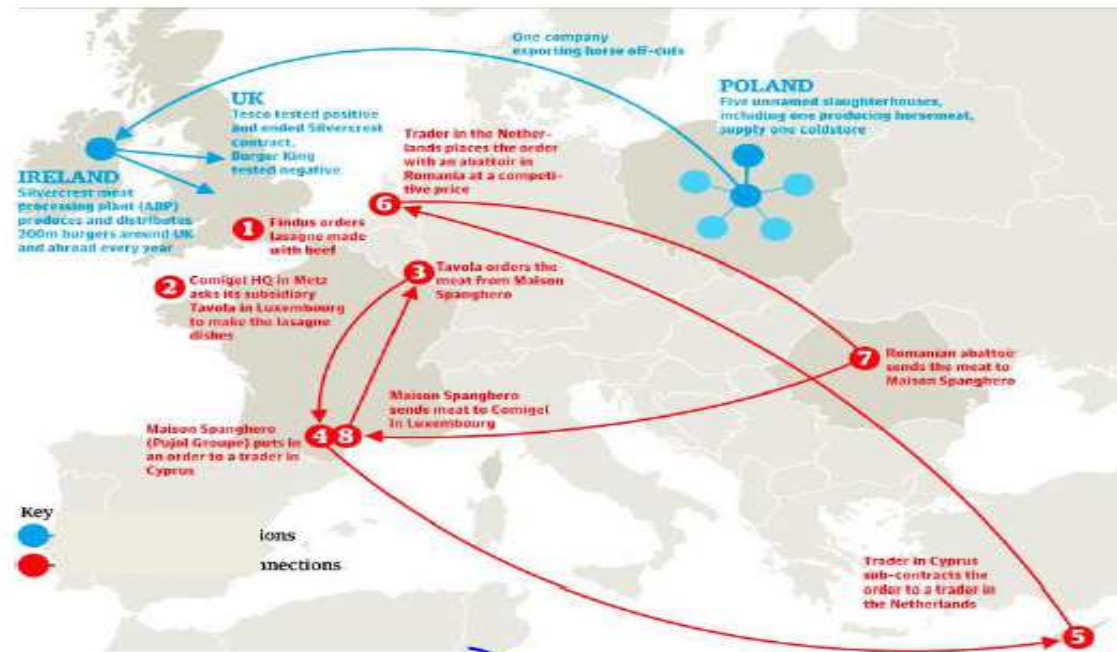 One company
exporting horse off-cuts
POLAND
Five unnamed slaughterhouses,
including one producing horsemeat,
supply one coldstore
UK
Tesco tested positive
and ended Silvercrest
contract.
Burger King
tested negative
IRELAND
Silvercrest meat
processing plant (ABP)
produces and distributes
200m burgers around UK
and abroad every year
1
Findus orders
lasagne made
with beef
2
Comigel HQ in Metz
asks its subsidiary
Tavola in Luxembourg
to make the lasagne
dishes
3
Tavola orders the
meat from Maison
Spanghero
4
Maison Spanghero
(Pujol Groupe) puts in
an order to a trader in
Cyprus
5
Trader in Cyprus
sub-contracts the
order to a trader in
the Netherlands
6
Trader in the Nether-
lands places the order
with an abattoir in
Romania at a competi-
tive price
7
Romanian abattoir
sends the meat to
Maison Spanghero
8
Maison Spanghero
sends meat to Comigel
in Luxembourg
Key
ions
nnections